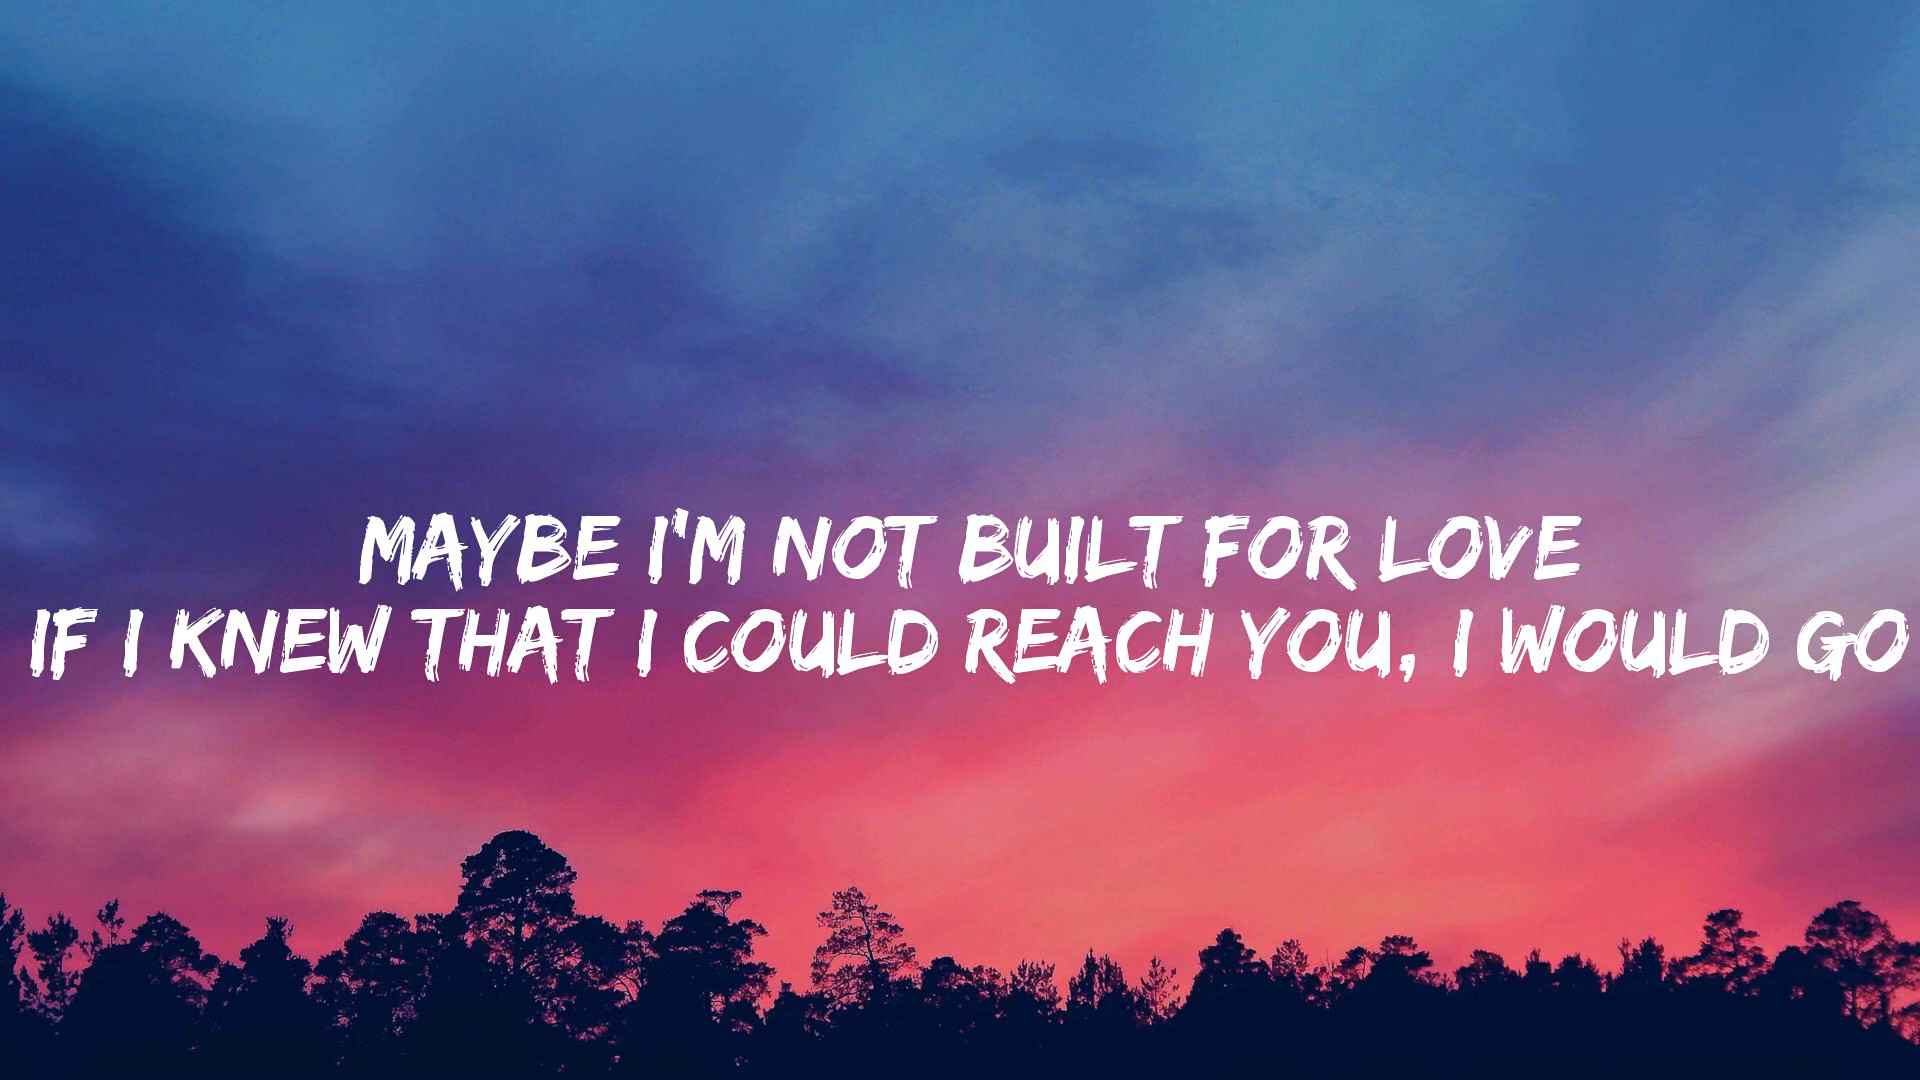 MAYBE I'M NOT BUILT FOR LOVE
IF I KNEW THAT I COULD REACH YOU, I WOULD GO